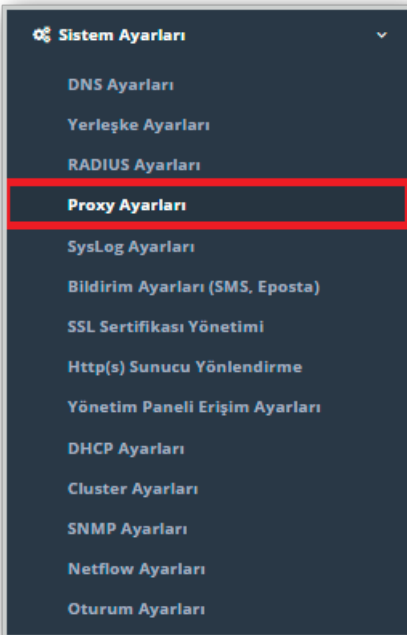 Sistem Ayarları
DNS Ayarları
Yerleşke Ayarları
RADIUS Ayarları
Proxy Ayarları
SysLog Ayarları
Bildirim Ayarları (SMS, Eposta)
SSL Sertifikası Yönetimi
Http(s) Sunucu Yönlendirme
Yönetim Paneli Erişim Ayarları
DHCP Ayarları
Cluster Ayarları
SNMP Ayarları
Netflow Ayarları
Oturum Ayarları